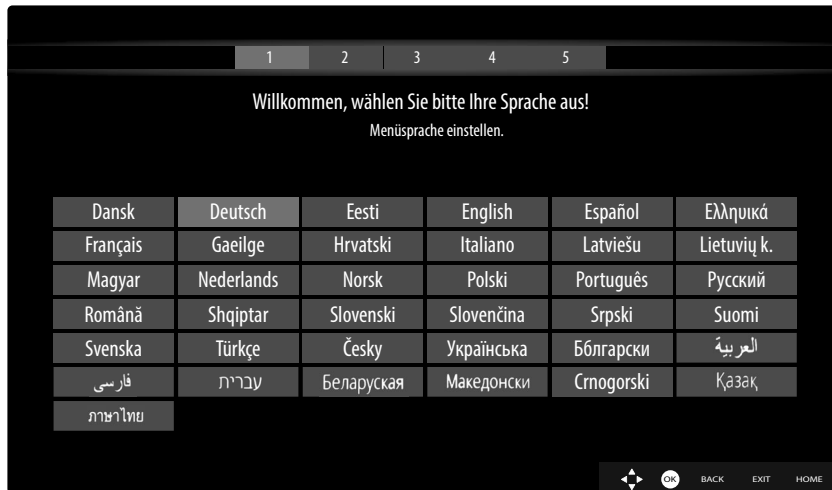 1 2 3 4 5
Willkommen, wählen Sie bitte Ihre Sprache aus!
Menüsprache einstellen.
Dansk Deutsch Eesti English Español Ελληυικά
Français Gaeilge Hrvatski Italiano Latviešu Lietuvių k.
Magyar Nederlands Norsk Polski Português Русский
Română Shqiptar Slovenski Slovenčina Srpski Suomi
Svenska Türkçe Česky Українська Бблгарски العربية
فارسی עברית Беларуская Македонски Crnogorski Қазақ
ภาษาไทย
OK BACK EXIT HOME